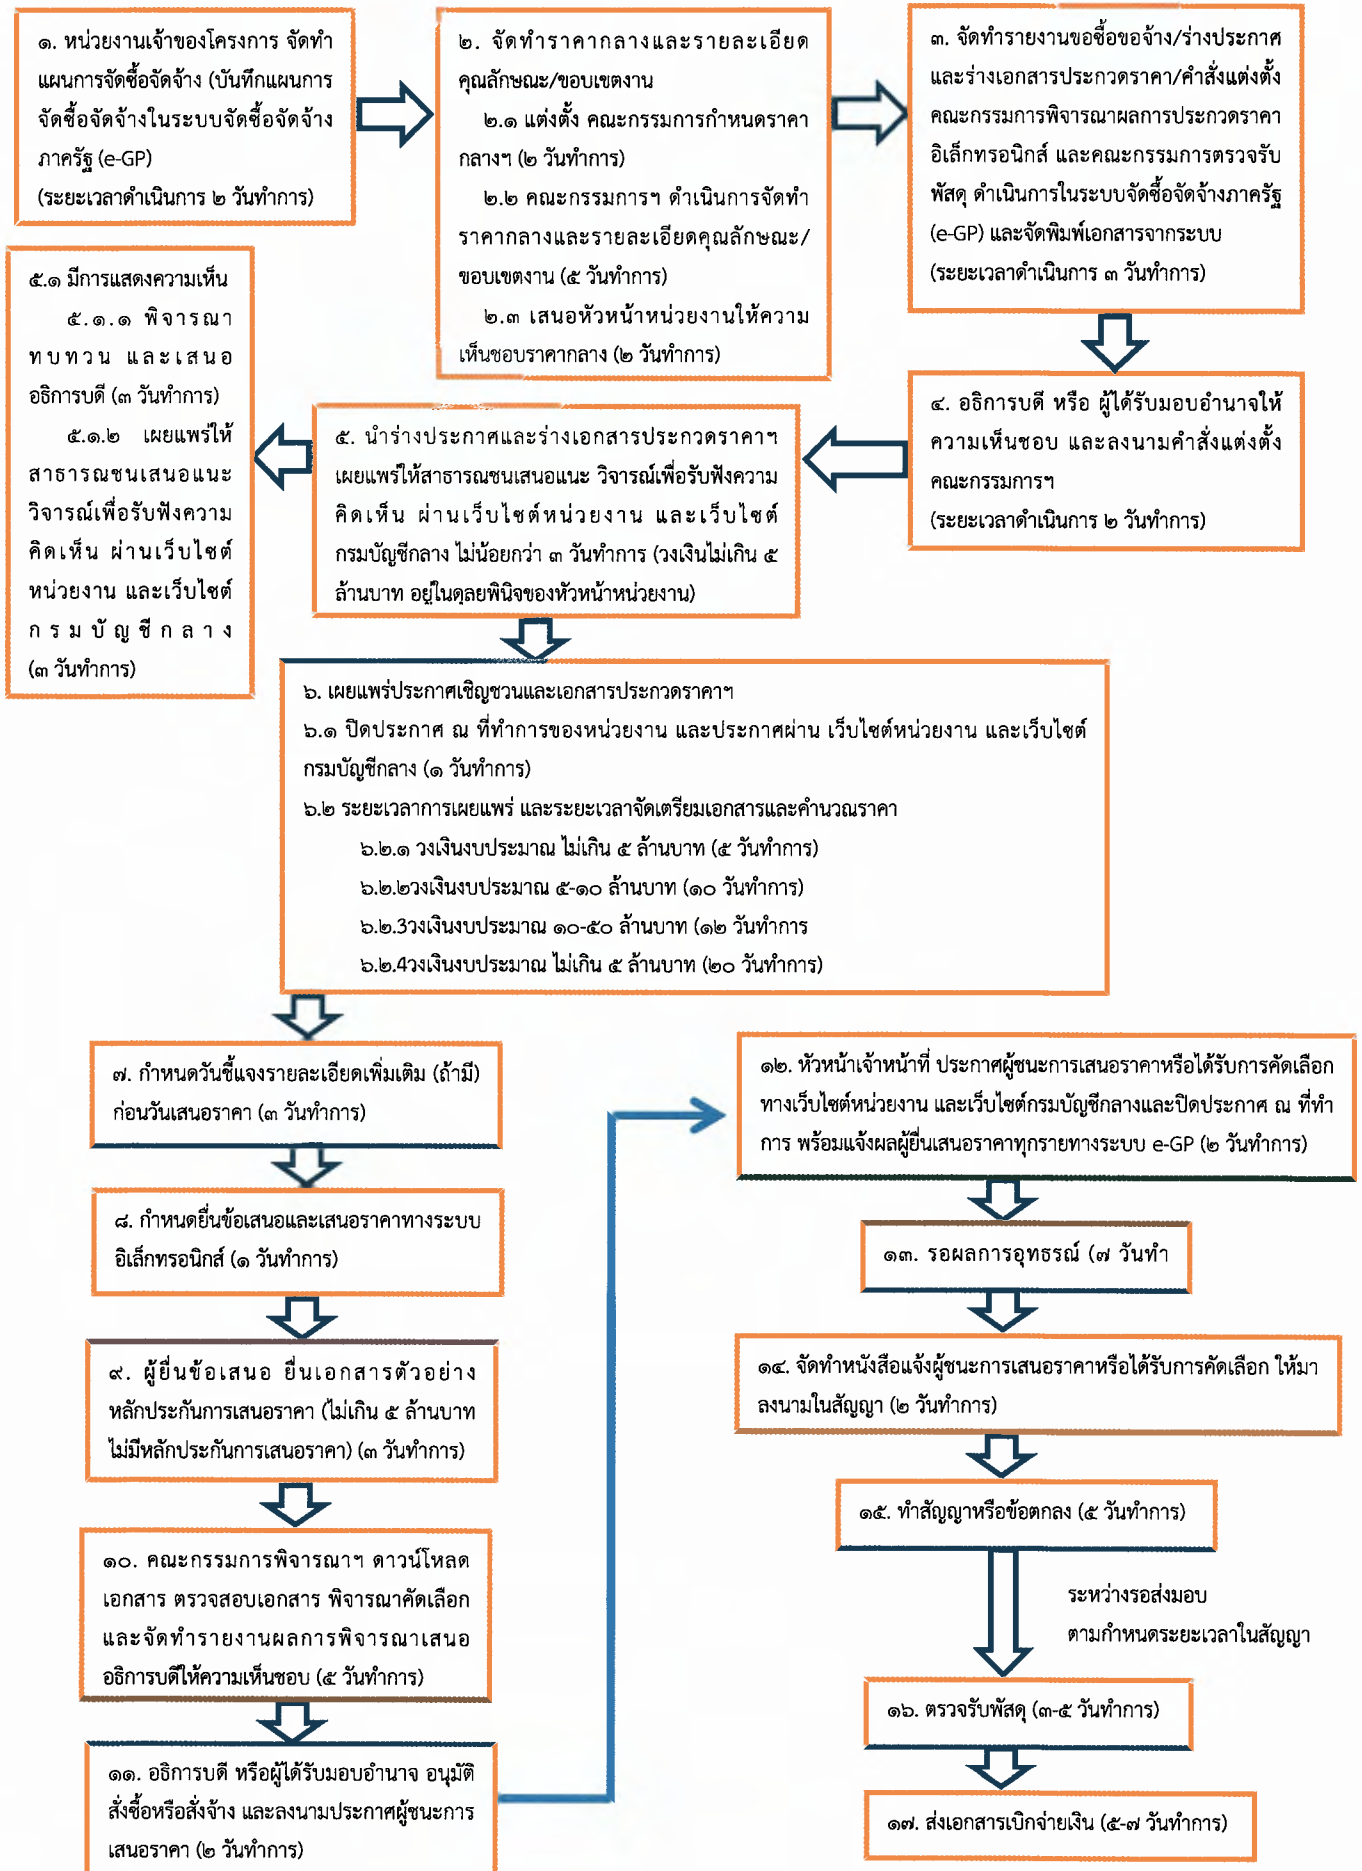 ๑. หน่วยงานเจ้าของโครงการ จัดทำ
แผนการจัดซื้อจัดจ้าง (บันทึกแผนการ
จัดซื้อจัดจ้างในระบบจัดซื้อจัดจ้าง
ภาครัฐ (e-GP)
(ระยะเวลาดำเนินการ ๒ วันทำการ)
๒. จัดทำราคากลางและรายละเอียด
คุณลักษณะ/ขอบเขตงาน
๒.๑ แต่งตั้ง คณะกรรมการกำหนดราคา
กลางฯ (๒ วันทำการ)
๒.๒ คณะกรรมการฯ ดำเนินการจัดทำ
ราคากลางและรายละเอียดคุณลักษณะ/
ขอบเขตงาน (๕ วันทำการ)
๒.๓ เสนอหัวหน้าหน่วยงานให้ความ
เห็นชอบราคากลาง (๒ วันทำการ)
๓. จัดทำรายงานขอซื้อขอจ้าง/ร่างประกาศ
และร่างเอกสารประกวดราคา/คำสั่งแต่งตั้ง
คณะกรรมการพิจารณาผลการประกวดราคา
อิเล็กทรอนิกส์ และคณะกรรมการตรวจรับ
พัสดุ ดำเนินการในระบบจัดซื้อจัดจ้างภาครัฐ
(e-GP) และจัดพิมพ์เอกสารจากระบบ
(ระยะเวลาดำเนินการ ๓ วันทำการ)
๔. อธิการบดี หรือ ผู้ได้รับมอบอำนาจให้
ความเห็นชอบ และลงนามคำสั่งแต่งตั้ง
คณะกรรมการฯ
(ระยะเวลาดำเนินการ ๒ วันทำการ)
๕. นำร่างประกาศและร่างเอกสารประกวดราคาฯ
เผยแพร่ให้สาธารณชนเสนอแนะ วิจารณ์เพื่อรับฟังความ
คิดเห็น ผ่านเว็บไซต์หน่วยงาน และเว็บไซต์
กรมบัญชีกลาง ไม่น้อยกว่า ๓ วันทำการ (วงเงินไม่เกิน ๕
ล้านบาท อยู่ในดุลยพินิจของหัวหน้าหน่วยงาน)
๕.๑ มีการแสดงความเห็น
๕.๑.๑ พิจารณา
ทบทวน และเสนอ
อธิการบดี (๓ วันทำการ)
๕.๑.๒ เผยแพร่ให้
สาธารณชนเสนอแนะ
วิจารณ์เพื่อรับฟังความ
คิดเห็น ผ่านเว็บไซต์
หน่วยงาน และเว็บไซต์
กรมบัญชีกลาง
(๓ วันทำการ)
๖. เผยแพร่ประกาศเชิญชวนและเอกสารประกวดราคาฯ
๖.๑ ปิดประกาศ ณ ที่ทำการของหน่วยงาน และประกาศผ่าน เว็บไซต์หน่วยงาน และเว็บไซต์
กรมบัญชีกลาง (๑ วันทำการ)
๖.๒ ระยะเวลาการเผยแพร่ และระยะเวลาจัดเตรียมเอกสารและคำนวณราคา
๖.๒.๑ วงเงินงบประมาณ ไม่เกิน ๕ ล้านบาท (๕ วันทำการ)
๖.๒.๒วงเงินงบประมาณ ๕-๑๐ ล้านบาท (๑๐ วันทำการ)
๖.๒.3วงเงินงบประมาณ ๑๐-๕๐ ล้านบาท (๑๒ วันทำการ
๖.๒.4วงเงินงบประมาณ ไม่เกิน ๕ ล้านบาท (๒๐ วันทำการ)
๗. กำหนดวันชี้แจงรายละเอียดเพิ่มเติม (ถ้ามี)
ก่อนวันเสนอราคา (๓ วันทำการ)
๘. กำหนดยื่นข้อเสนอและเสนอราคาทางระบบ
อิเล็กทรอนิกส์ (๑ วันทำการ)
๙. ผู้ยื่นข้อเสนอ ยื่นเอกสารตัวอย่าง
หลักประกันการเสนอราคา (ไม่เกิน ๕ ล้านบาท
ไม่มีหลักประกันการเสนอราคา) (๓ วันทำการ)
๑๐. คณะกรรมการพิจารณาฯ ดาวน์โหลด
เอกสาร ตรวจสอบเอกสาร พิจารณาคัดเลือก
และจัดทำรายงานผลการพิจารณาเสนอ
อธิการบดีให้ความเห็นชอบ (๕ วันทำการ)
๑๑. อธิการบดี หรือผู้ได้รับมอบอำนาจ อนุมัติ
สั่งซื้อหรือสั่งจ้าง และลงนามประกาศผู้ชนะการ
เสนอราคา (๒ วันทำการ)
๑๒. หัวหน้าเจ้าหน้าที่ ประกาศผู้ชนะการเสนอราคาหรือได้รับการคัดเลือก
ทางเว็บไซต์หน่วยงาน และเว็บไซต์กรมบัญชีกลางและปิดประกาศ ณ ที่ทำ
การ พร้อมแจ้งผลผู้ยื่นเสนอราคาทุกรายทางระบบ e-GP (๒ วันทำการ)
๑๓. รอผลการอุทธรณ์ (๗ วันทำ
๑๔. จัดทำหนังสือแจ้งผู้ชนะการเสนอราคาหรือได้รับการคัดเลือก ให้มา
ลงนามในสัญญา (๒ วันทำการ)
๑๕. ทำสัญญาหรือข้อตกลง (๕ วันทำการ)
ระหว่างรอส่งมอบ
ตามกำหนดระยะเวลาในสัญญา
๑๖. ตรวจรับพัสดุ (๓-๕ วันทำการ)
๑๗. ส่งเอกสารเบิกจ่ายเงิน (๕-๗ วันทำการ)